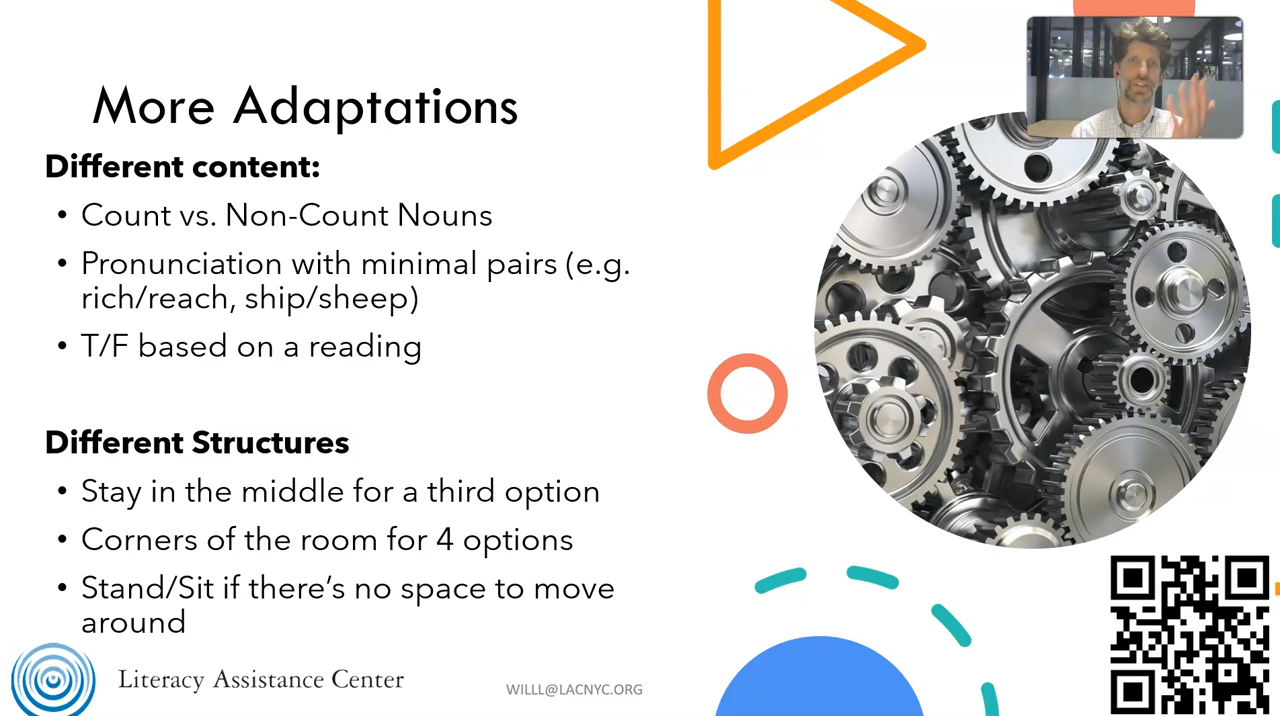 More Adaptations
Different content:
• Count vs. Non-Count Nouns
• Pronunciation with minimal pairs (e.g.
rich/reach, ship/sheep)
• T/F based on a reading
Different Structures
• Stay in the middle for a third option
• Corners of the room for 4 options
• Stand/Sit if there’s no space to move
around
Literacy Assistance Center
WILLL@LACNYC.ORG